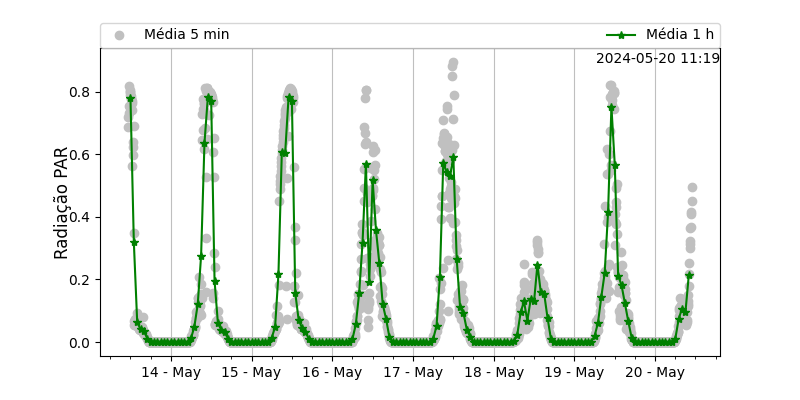 Média 5 min
Média 1 h
2024-05-20 11:19
Radiação PAR
0.8
0.6
0.4
0.2
0.0
14 - May
15 - May
16 - May
17 - May
18 - May
19 - May
20 - May